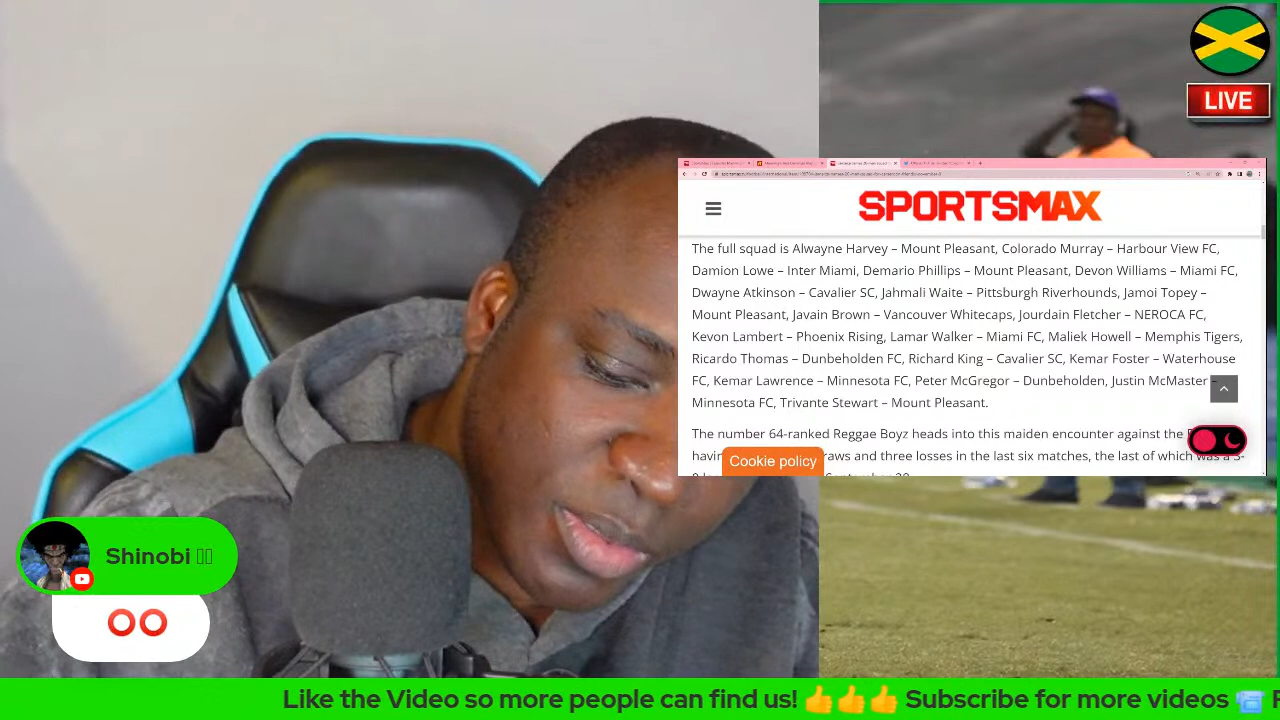 LIVE
SPORTSMAX
The full squad is Alwayne Harvey – Mount Pleasant, Colorado Murray – Harbour View FC,
Damion Lowe – Inter Miami, Demario Phillips – Mount Pleasant, Devon Williams – Miami FC,
Dwayne Atkinson – Cavalier SC, Jahmali Waite – Pittsburgh Riverhounds, Jamoi Topey –
Mount Pleasant, Javain Brown – Vancouver Whitecaps, Jourdain Fletcher – NEROCA FC,
Kevon Lambert – Phoenix Rising, Lamar Walker – Miami FC, Maliek Howell – Memphis Tigers,
Ricardo Thomas – Dunbeholden FC, Richard King – Cavalier SC, Kemar Foster – Waterhouse
FC, Kemar Lawrence – Minnesota FC, Peter McGregor – Dunbeholden, Justin McMaster –
Minnesota FC, Trivante Stewart – Mount Pleasant.
The number 64-ranked Reggae Boyz heads into this maiden encounter against the
and three losses in the last six matches, the last of which was a 3-
Cookie policy
Shinobi
⭕⭕
Like the Video so more people can find us! 👍👍👍 Subscribe for more videos